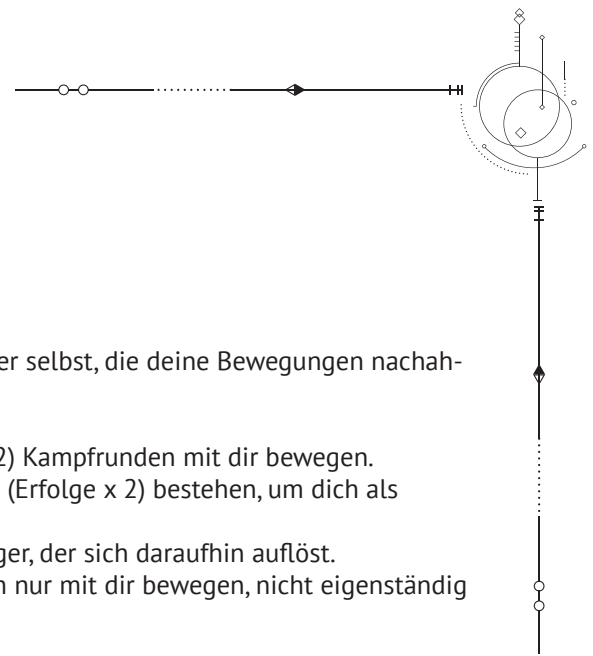 er selbst, die deine Bewegungen nachah-
2) Kampfrunden mit dir bewegen.
(Erfolge x 2) bestehen, um dich als
ger, der sich daraufhin auflöst.
n nur mit dir bewegen, nicht eigenständig